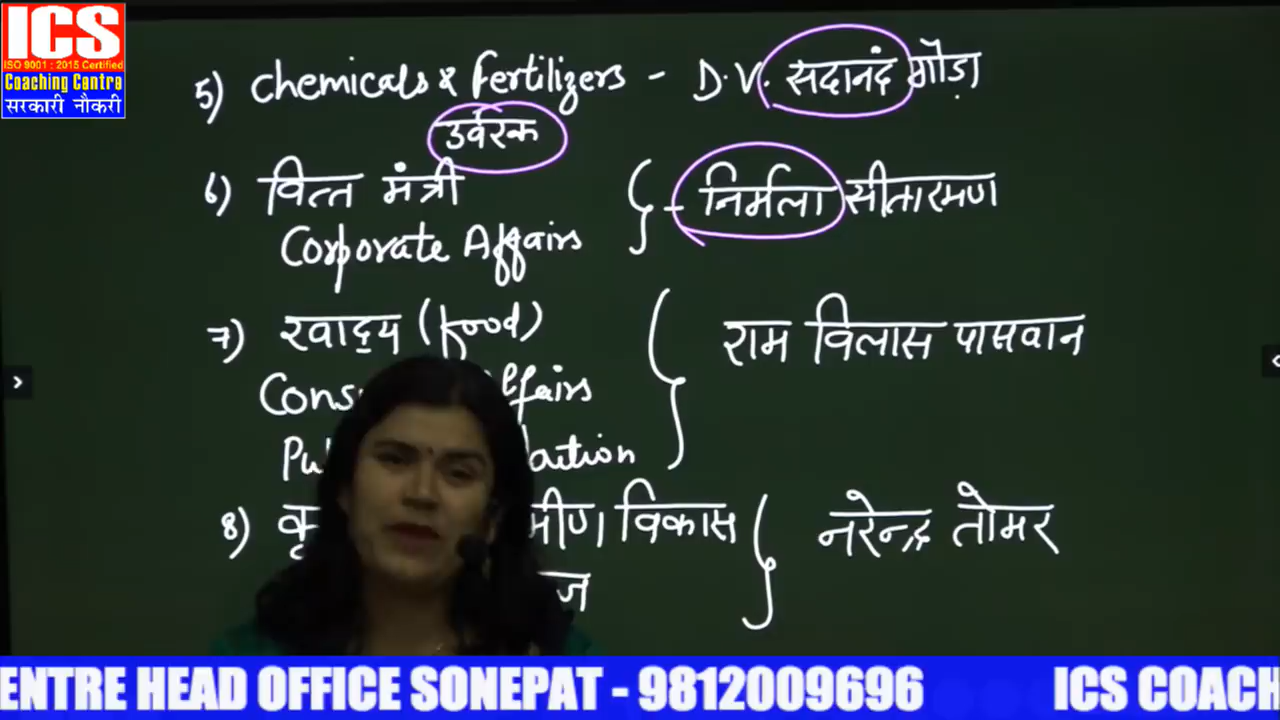 ICS
ISO 9001 : 2015 Certified
Coaching Centre
सरकारी नौकरी
5) Chemicals & Fertilizers - D.V. सदानंद गौड़ा
उर्वरक
6) वित्त मंत्री - निर्मला सीतारमण
Corporate Affairs
7) खाद्य (food) राम विलास पासवान
Affairs
8) विकास नरेन्द्र तोमर
ENTRE HEAD OFFICE SONEPAT - 9812009696 ICS COACH